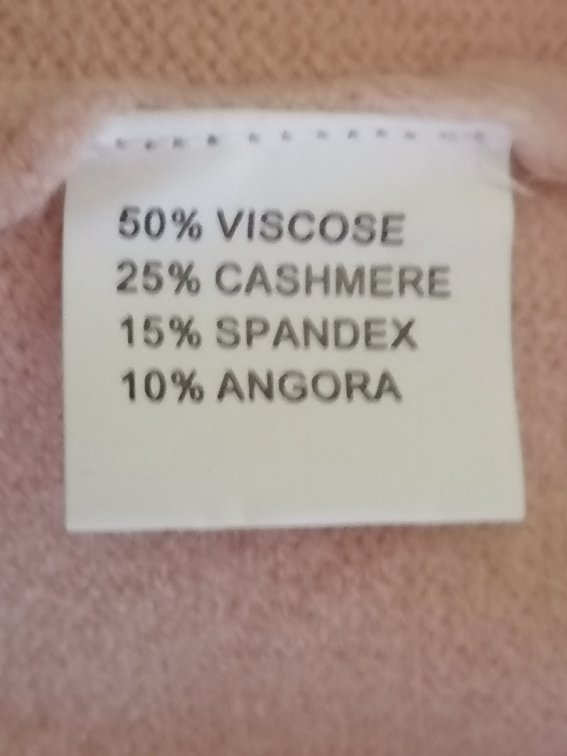 50% VISCOSE
25% CASHMERE
15% SPANDEX
10% ANGORA